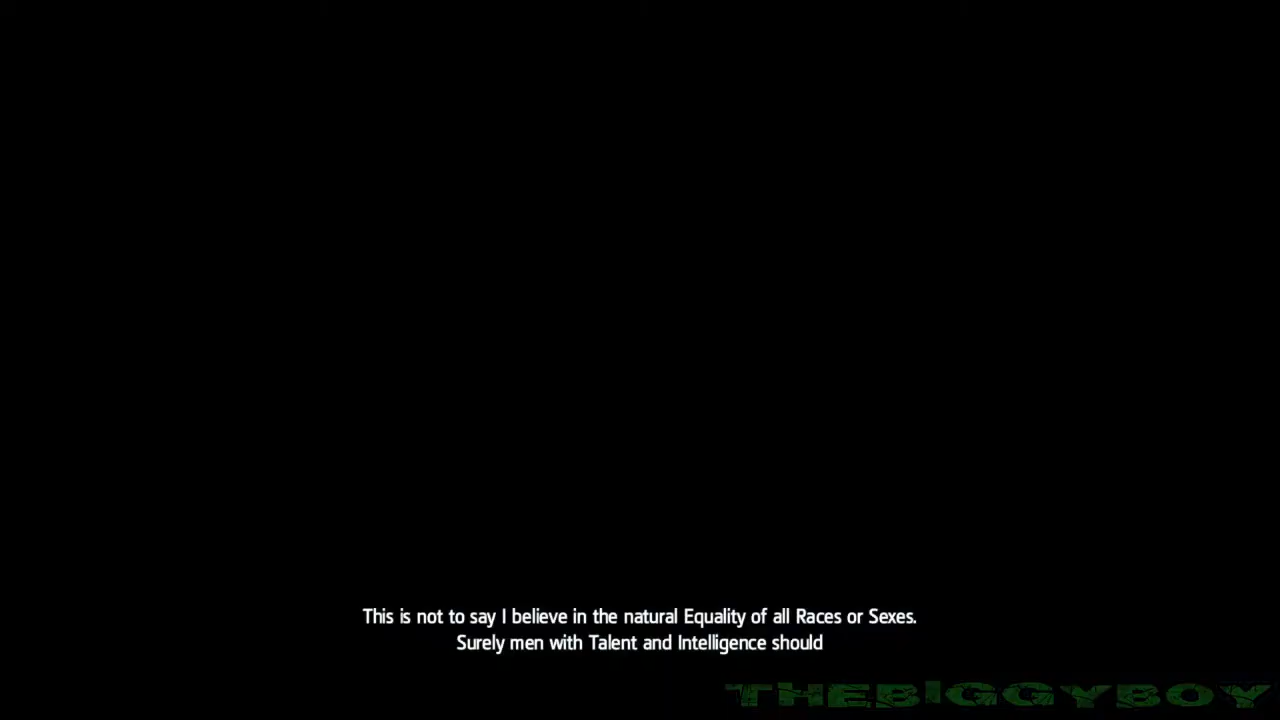 This is not to say I believe in the natural Equality of all Races or Sexes.
Surely men with Talent and Intelligence should
THEBIGGYBOY